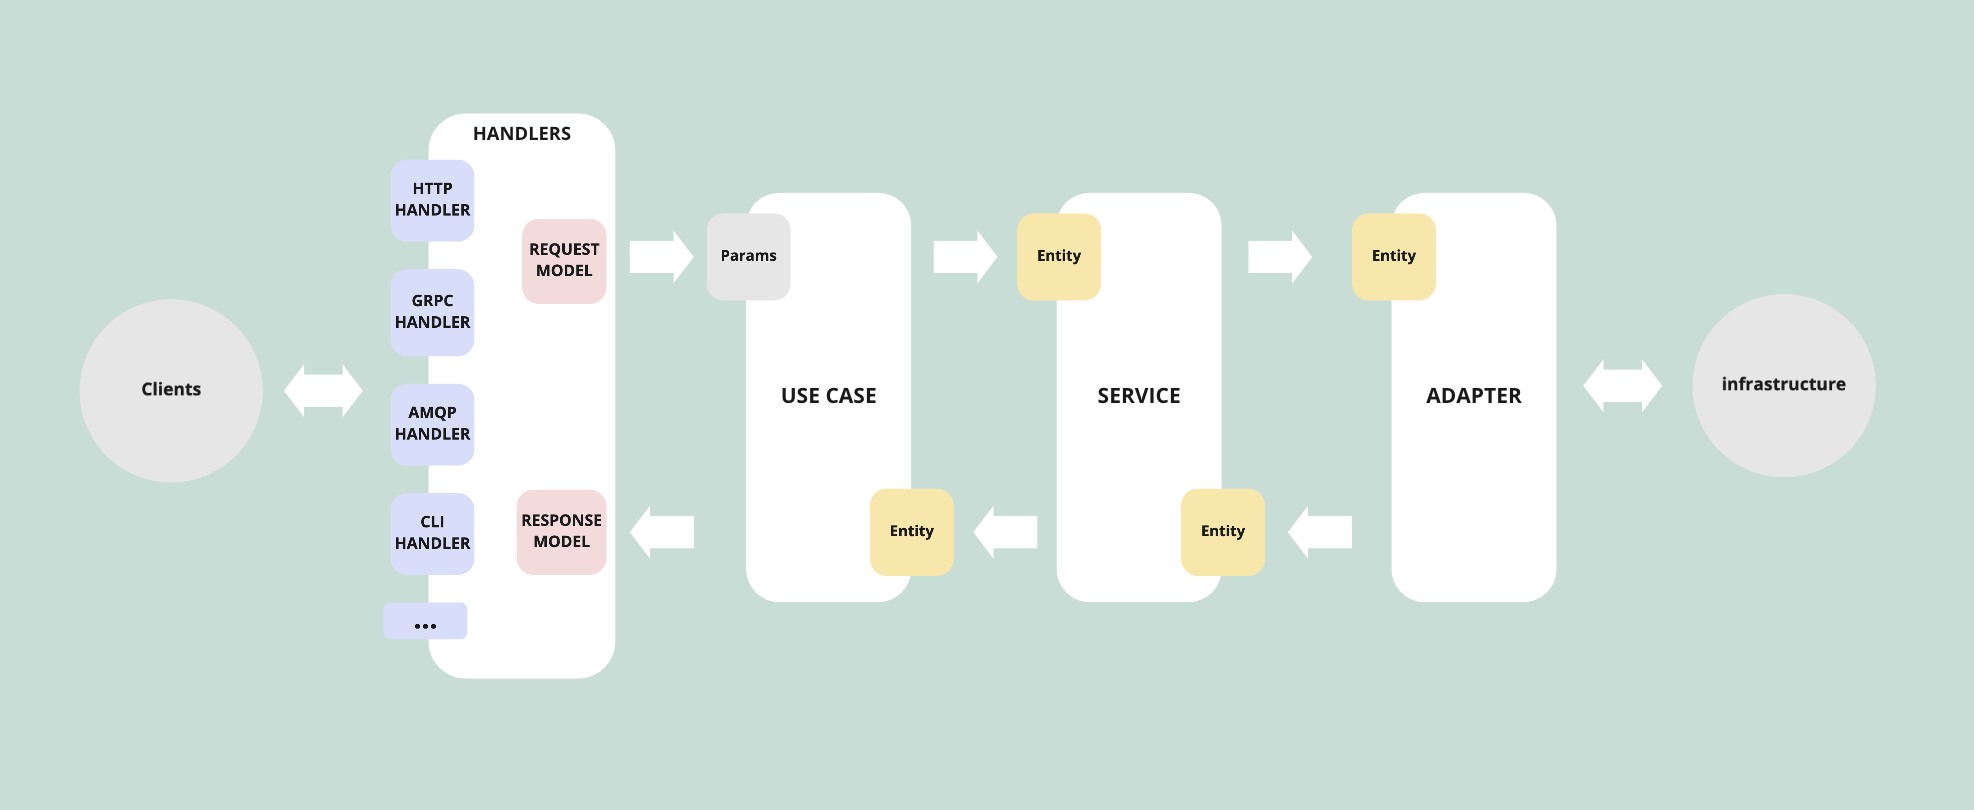 HANDLERS
HTTP
HANDLER
GRPC
HANDLER
AMQP
HANDLER
CLI
HANDLER
...
REQUEST
MODEL
RESPONSE
MODEL
Clients
Params
USE CASE
Entity
Entity
SERVICE
Entity
Entity
ADAPTER
infrastructure